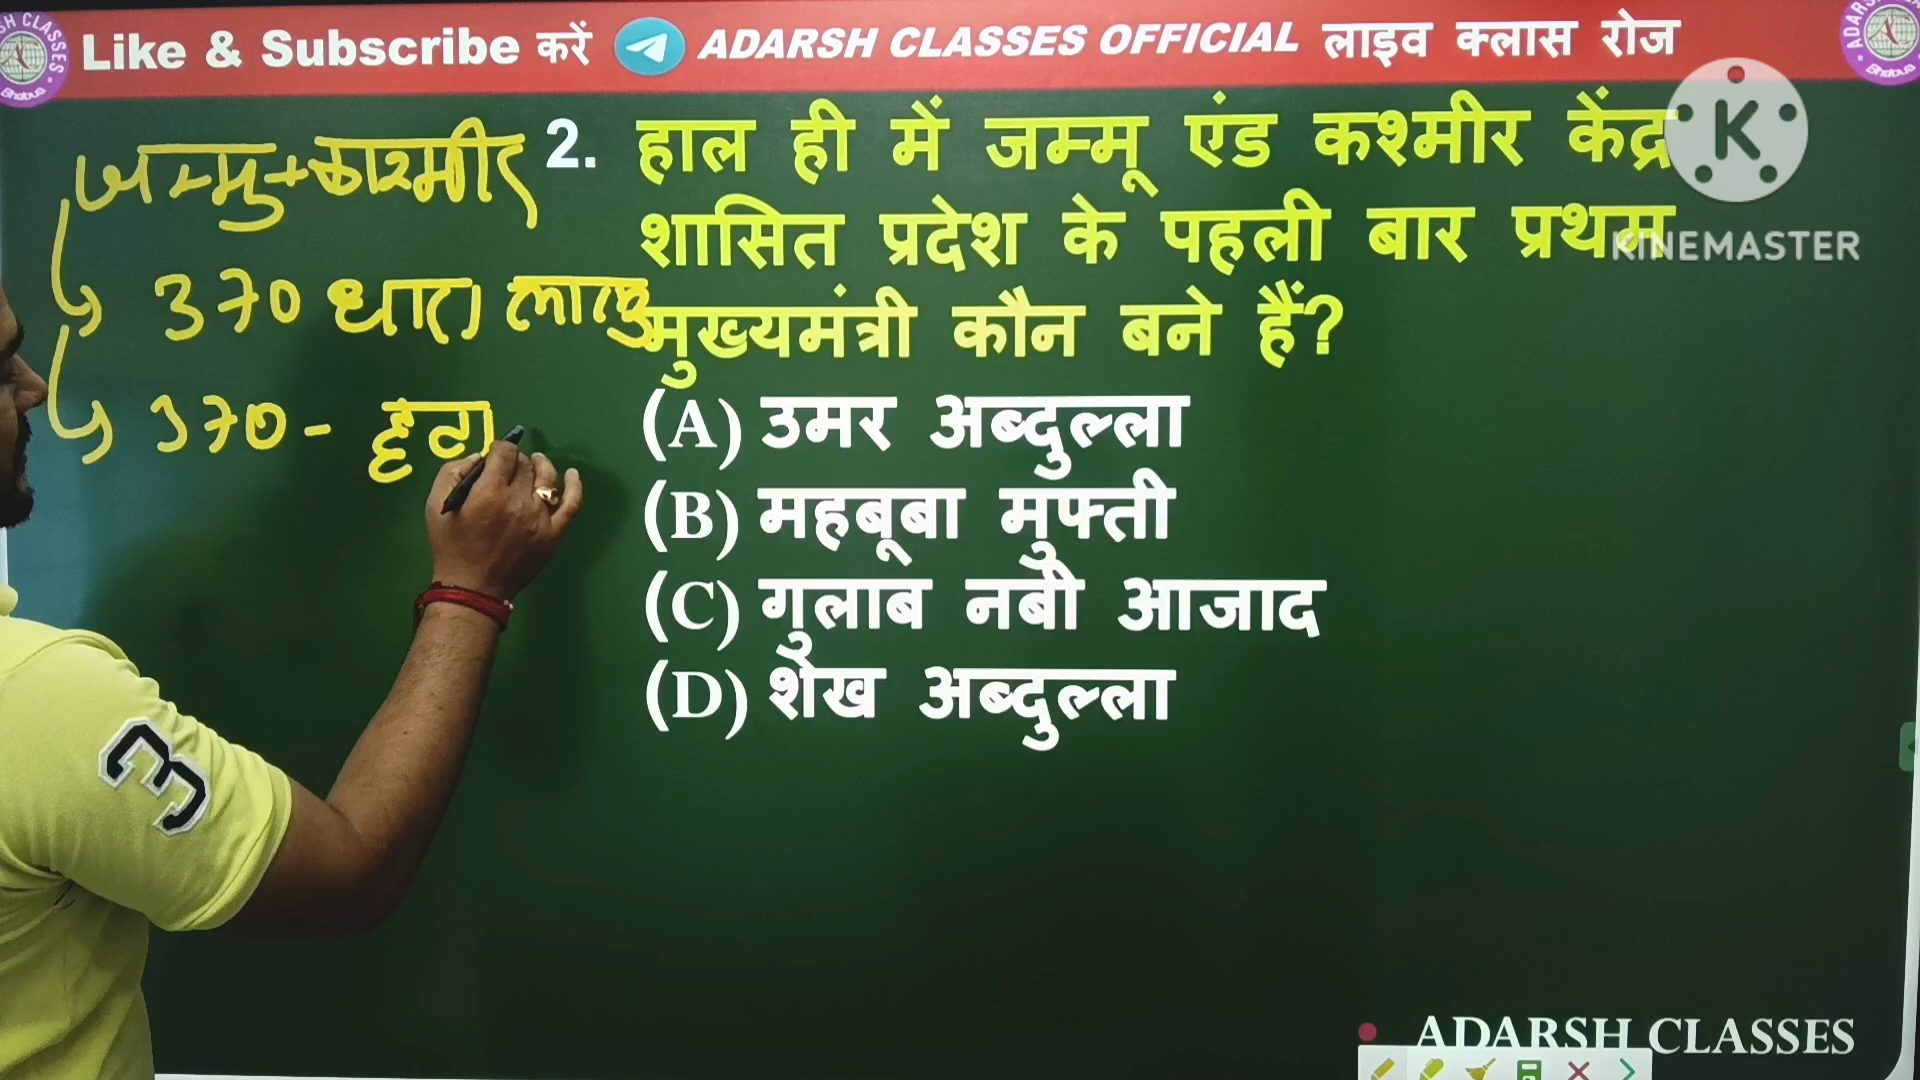 Like & Subscribe करें ADARSH CLASSES OFFICIAL लाइव क्लास रोज
जम्मु+काश्मीर
370 धारा लागु
370 - हटा
2. हाल ही में जम्मू एंड कश्मीर केंद्र
शासित प्रदेश के पहली बार प्रथम
मुख्यमंत्री कौन बने हैं?
(A) उमर अब्दुल्ला
(B) महबूबा मुफ्ती
(C) गुलाब नबी आजाद
(D) शेख अब्दुल्ला
K
KINEMASTER
3
ADARSH CLASSES